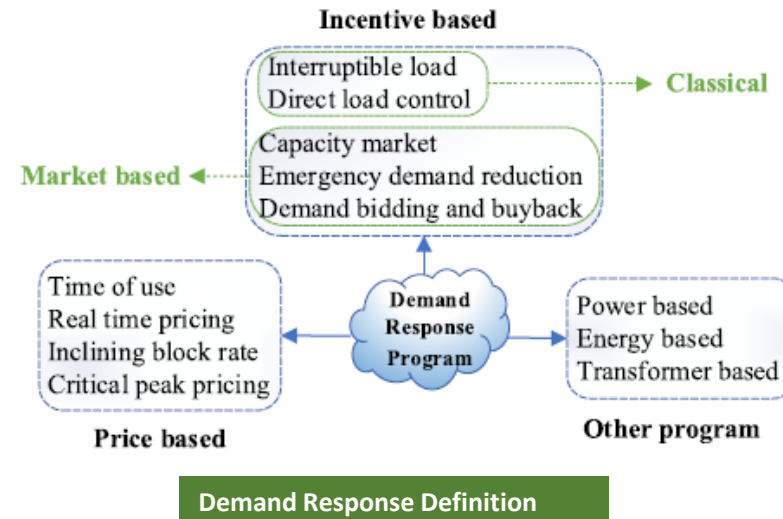 Incentive based
Interruptible load
Direct load control
Classical
Capacity market
Emergency demand reduction
Demand bidding and buyback
Market based
Time of use
Real time pricing
Inclining block rate
Critical peak pricing
Price based
Demand
Response
Program
Power based
Energy based
Transformer based
Other program
Demand Response Definition